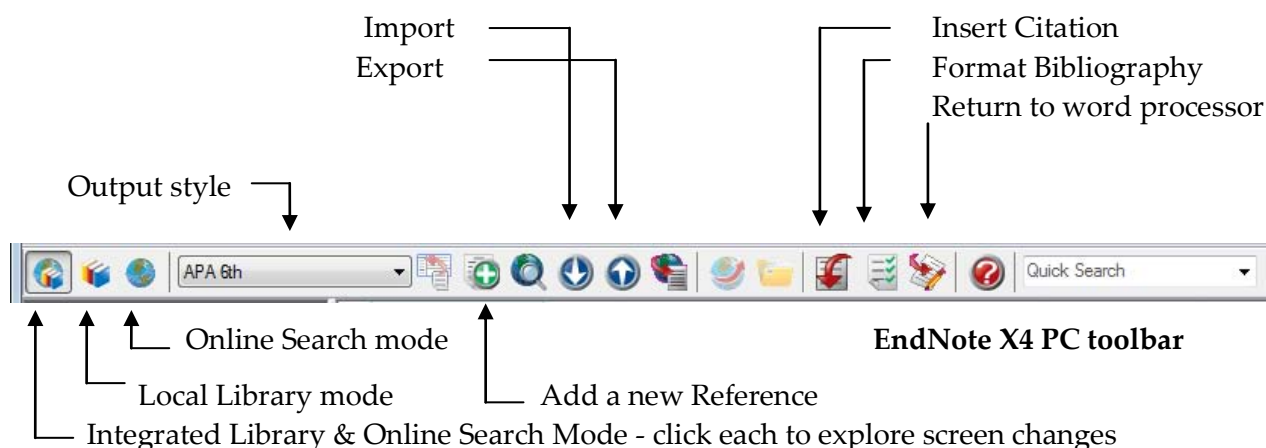 Import
Insert Citation
Export
Format Bibliography
Return to word processor
Output style
APA 6th
Quick Search
Online Search mode
EndNote X4 PC toolbar
Local Library mode
Add a new Reference
Integrated Library & Online Search Mode - click each to explore screen changes